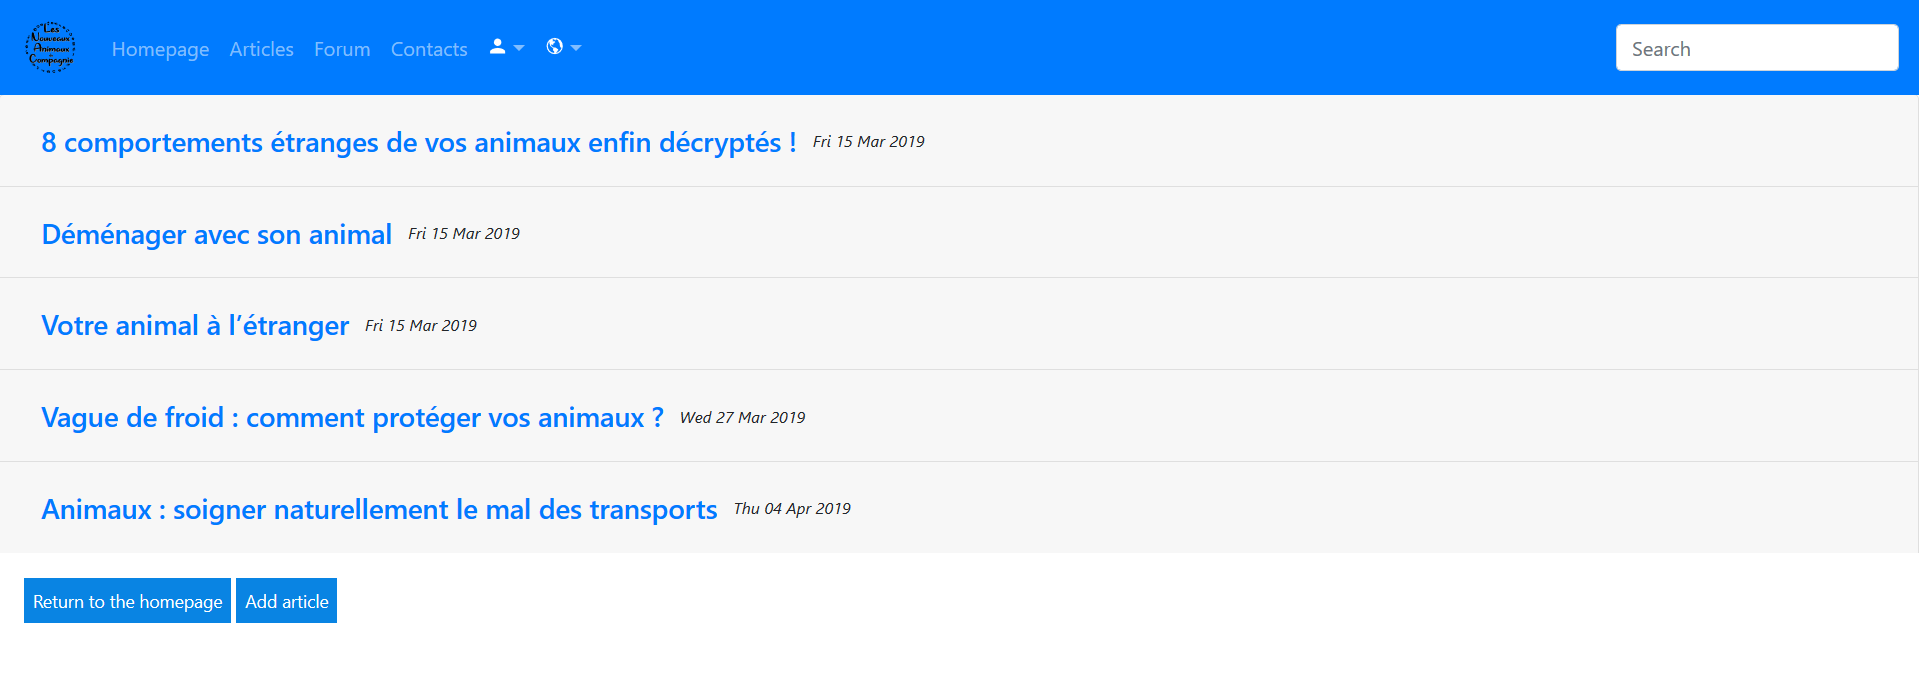 Les
Nouveaux
Animaux
de
Compagnie
Homepage Articles Forum Contacts Search
8 comportements étranges de vos animaux enfin décryptés ! Fri 15 Mar 2019
Déménager avec son animal Fri 15 Mar 2019
Votre animal à l’étranger Fri 15 Mar 2019
Vague de froid : comment protéger vos animaux ? Wed 27 Mar 2019
Animaux : soigner naturellement le mal des transports Thu 04 Apr 2019
Return to the homepage Add article